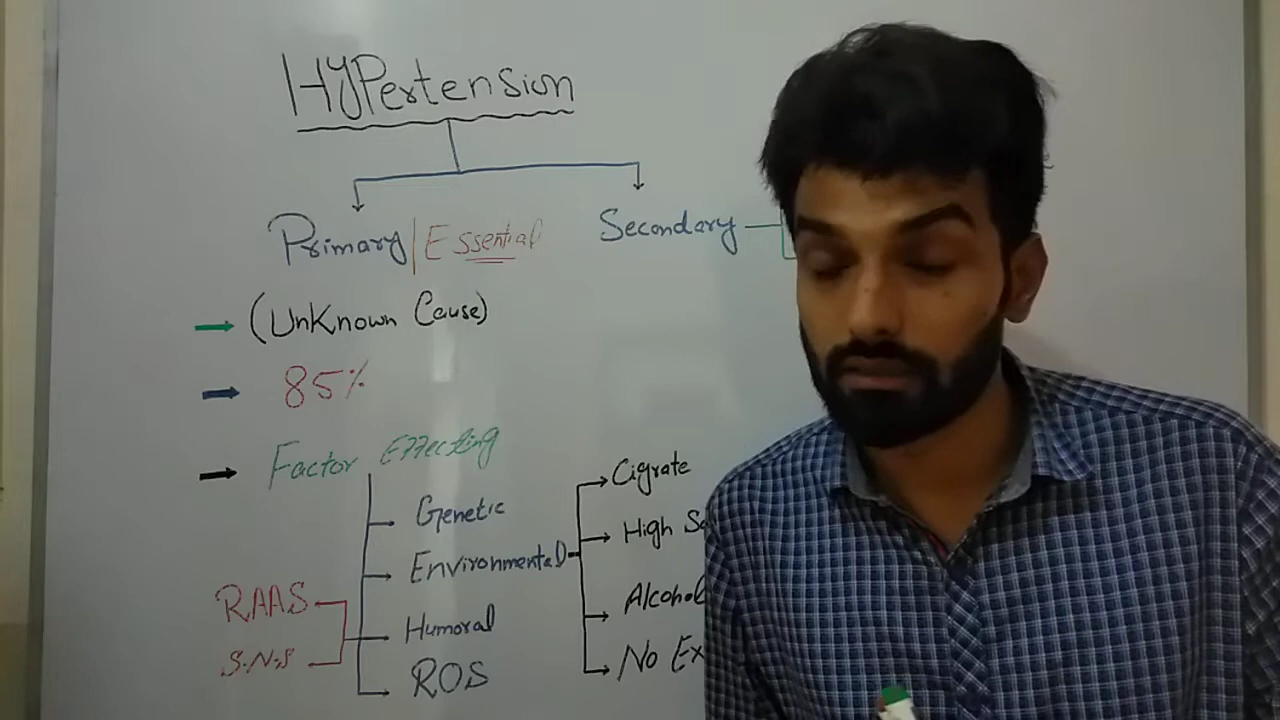 HyPertension
Primary | Essential
Secondary
(UnKnown Cause)
85%
Factor Effecting
Genetic
Environmental
Humoral
ROS
RAAS
S.N.S
Cigrate
High
Alcohol
No